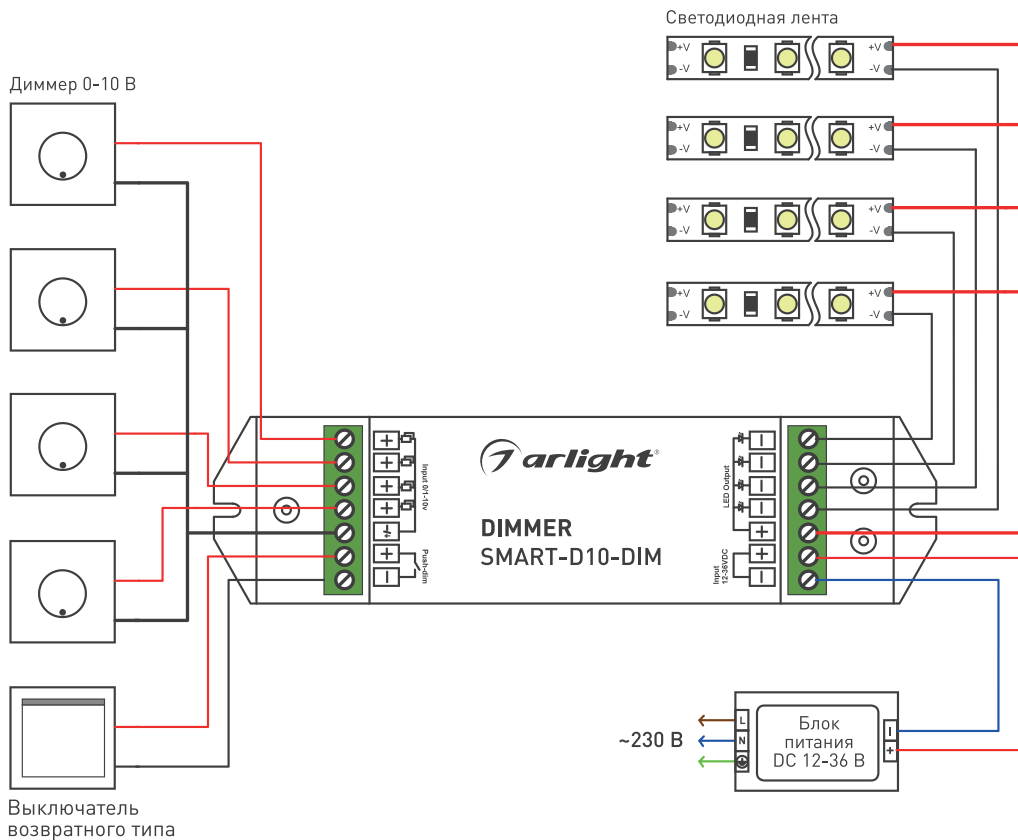 Светодиодная лента
+V +V
-V -V
+V +V
-V -V
+V +V
-V -V
+V +V
-V -V
Диммер 0-10 В
arlight®
DIMMER
SMART-D10-DIM
Input 0/1-10v
Push-dim
LED Output
Input
12-36VDC
~230 В
L
N
Блок
питания
DC 12-36 В
Выключатель
возвратного типа